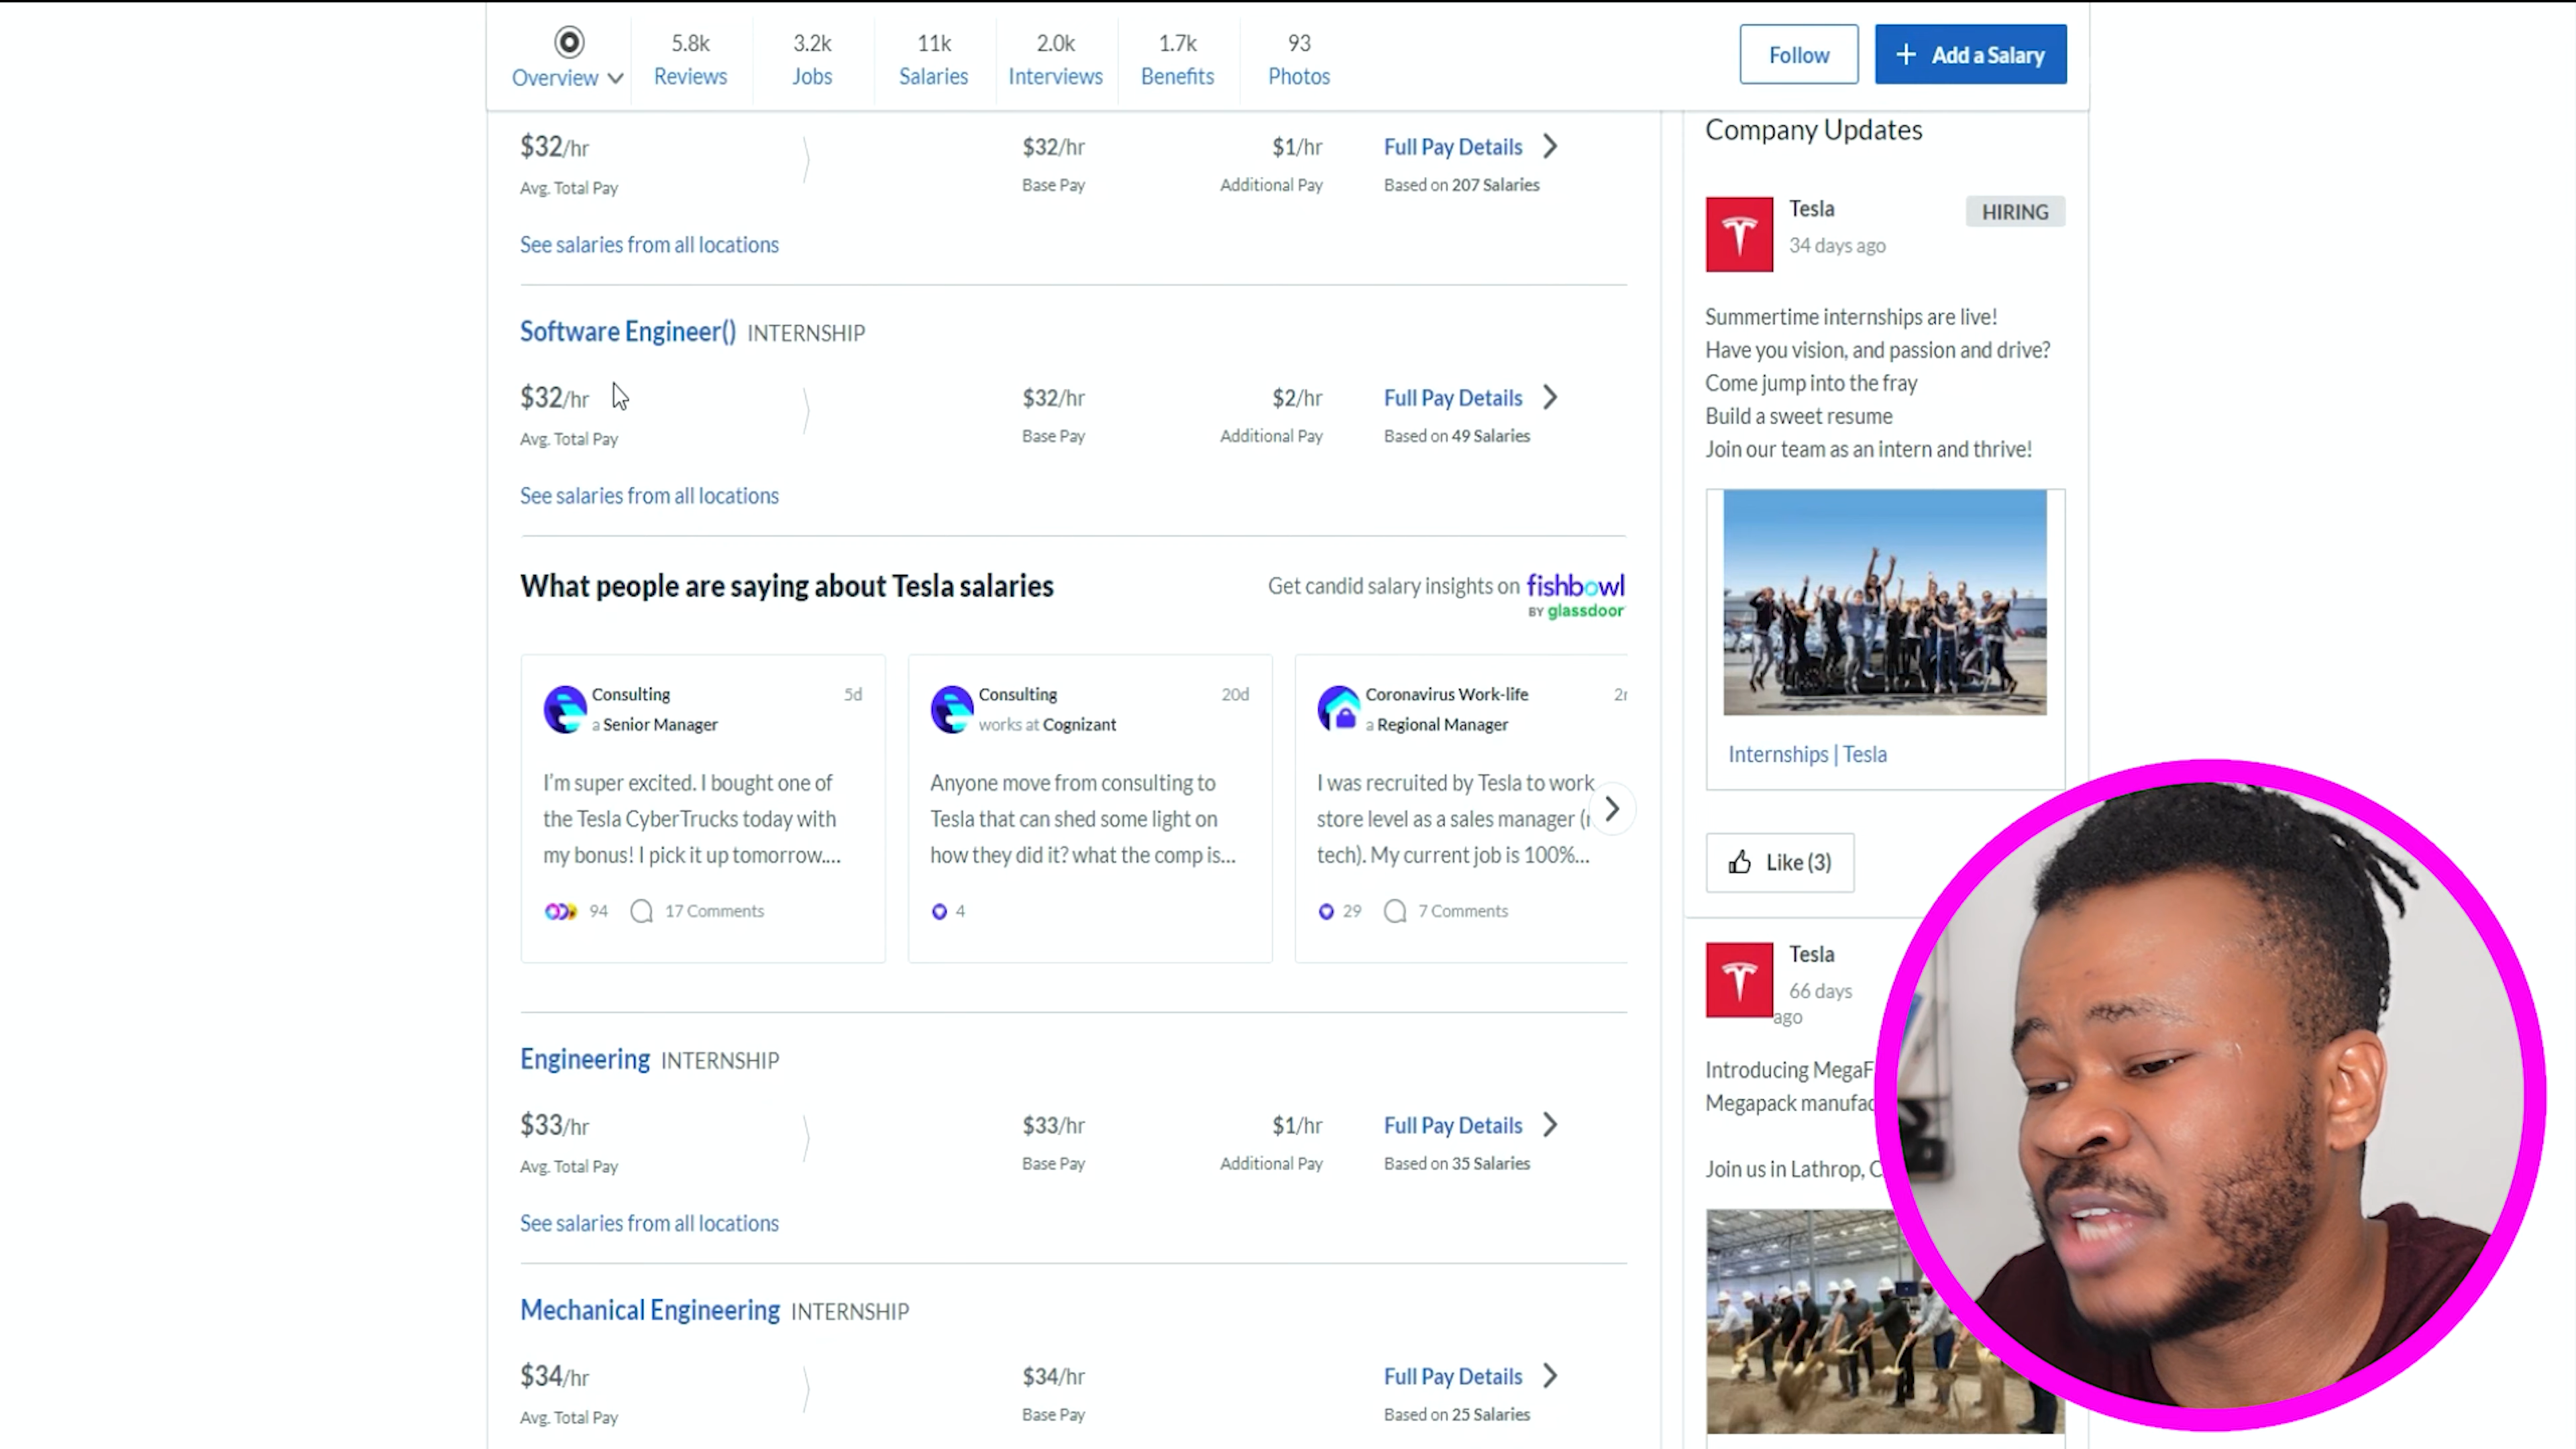 Overview
5.8k
Reviews
3.2k
Jobs
11k
Salaries
2.0k
Interviews
1.7k
Benefits
93
Photos
Follow
+ Add a Salary
$32/hr
Avg. Total Pay
$32/hr
Base Pay
$1/hr
Additional Pay
Full Pay Details
Based on 207 Salaries
See salaries from all locations
Software Engineer() INTERNSHIP
$32/hr
Avg. Total Pay
$32/hr
Base Pay
$2/hr
Additional Pay
Full Pay Details
Based on 49 Salaries
See salaries from all locations
What people are saying about Tesla salaries
Get candid salary insights on fishbowl
BY glassdoor
Consulting
5d
a Senior Manager
I'm super excited. I bought one of
the Tesla CyberTrucks today with
my bonus! I pick it up tomorrow....
94
17 Comments
Consulting
20d
works at Cognizant
Anyone move from consulting to
Tesla that can shed some light on
how they did it? what the comp is...
4
Coronavirus Work-life
a Regional Manager
I was recruited by Tesla to work
store level as a sales manager
tech). My current job is 100%...
29
7 Comments
Engineering INTERNSHIP
$33/hr
Avg. Total Pay
$33/hr
Base Pay
$1/hr
Additional Pay
Full Pay Details
Based on 35 Salaries
See salaries from all locations
Mechanical Engineering INTERNSHIP
$34/hr
Avg. Total Pay
$34/hr
Base Pay
Full Pay Details
Based on 25 Salaries
Company Updates
Tesla
HIRING
34 days ago
Summertime internships are live!
Have you vision, and passion and drive?
Come jump into the fray
Build a sweet resume
Join our team as an intern and thrive!
Internships | Tesla
Like (3)
Tesla
66 days
ago
Introducing
Megapack
Join us in Lathrop,